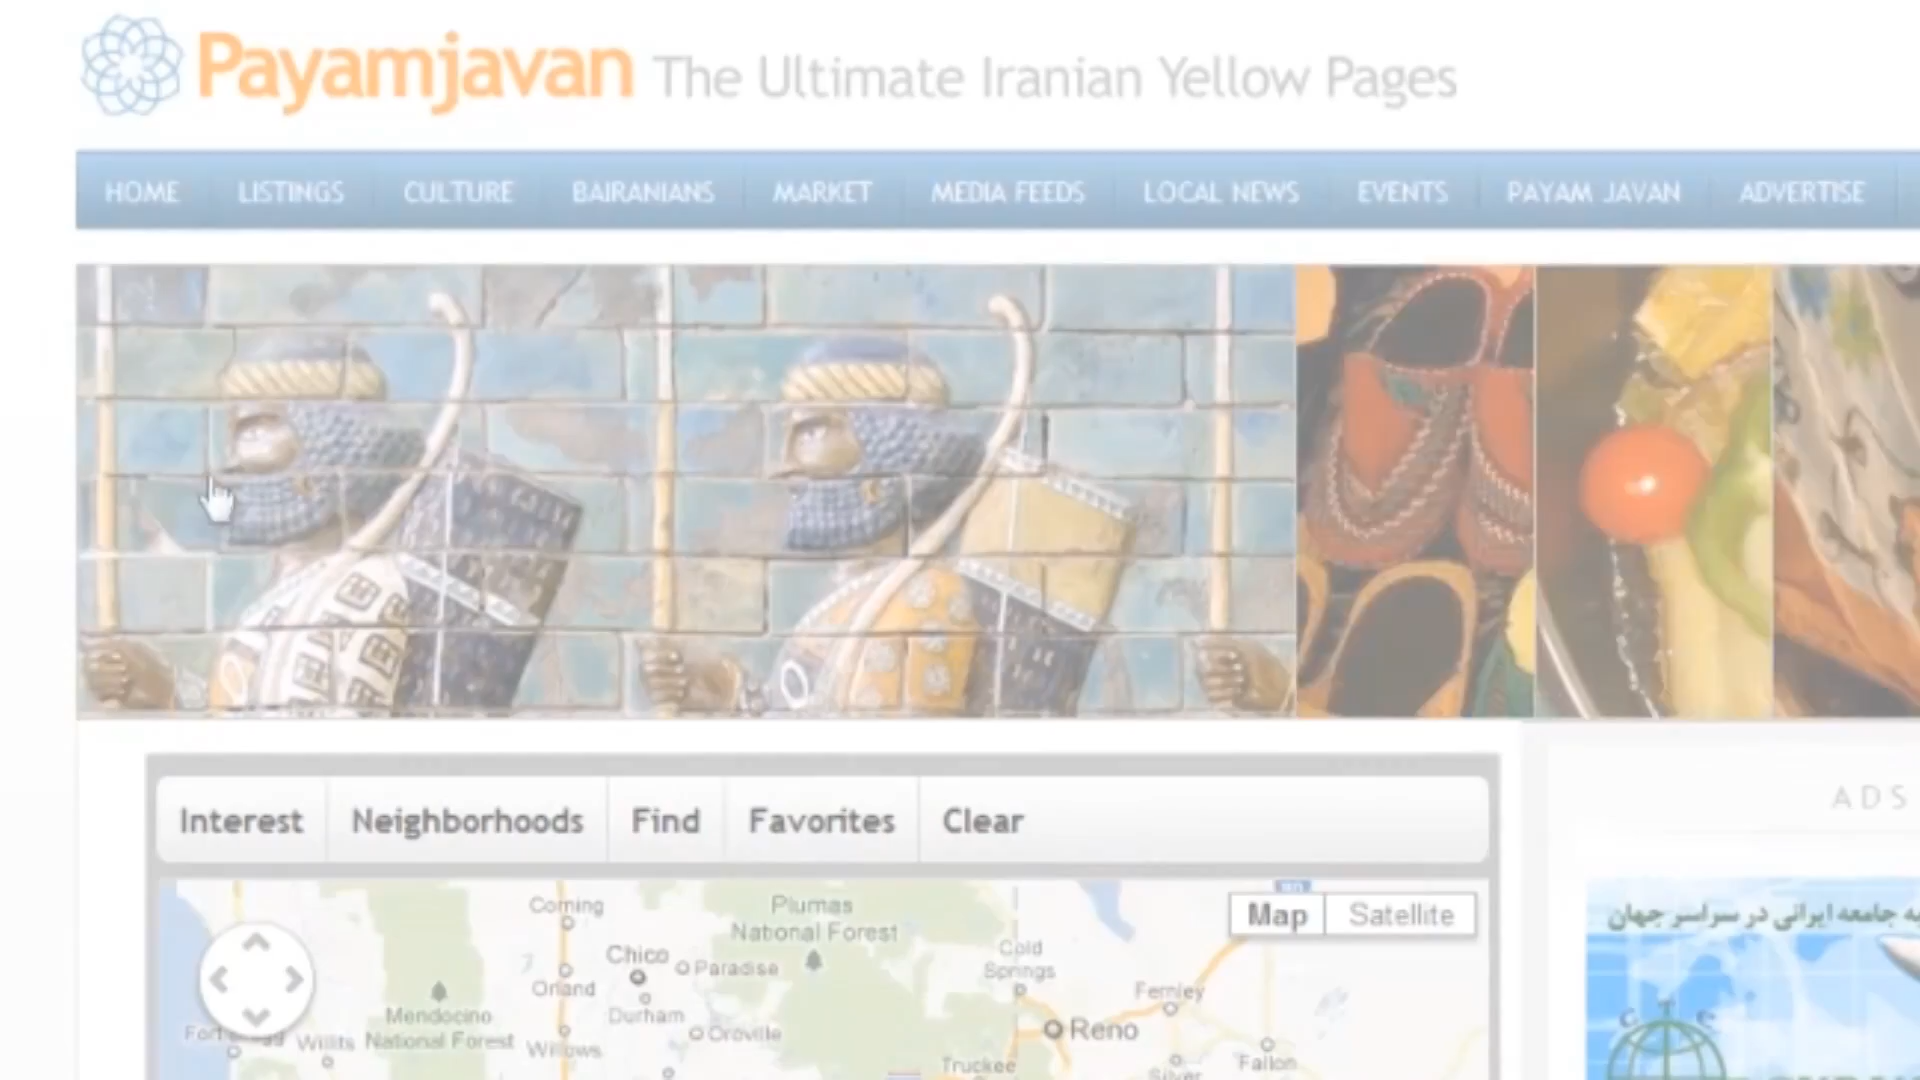 Payamjavan The Ultimate Iranian Yellow Pages
HOME LISTINGS CULTURE BAIRANIANS MARKET MEDIA FEEDS LOCAL NEWS EVENTS PAYAM JAVAN ADVERTISE
Interest Neighborhoods Find Favorites Clear
ADS
Map Satellite
Corning
Plumas
National Forest
Chico
Paradise
Cold
Springs
Orland
Durham
Fernley
Mendocino
National Forest
Oroville
Reno
Willits
Willows
Truckee
Fallon
Silver
جامعه ایرانی در سراسر جهان